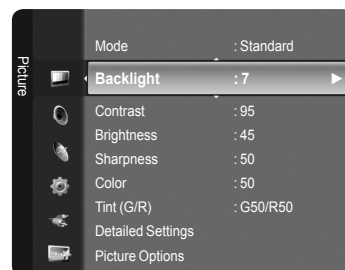 Picture
Mode : Standard
Backlight : 7
Contrast : 95
Brightness : 45
Sharpness : 50
Color : 50
Tint (G/R) : G50/R50
Detailed Settings
Picture Options